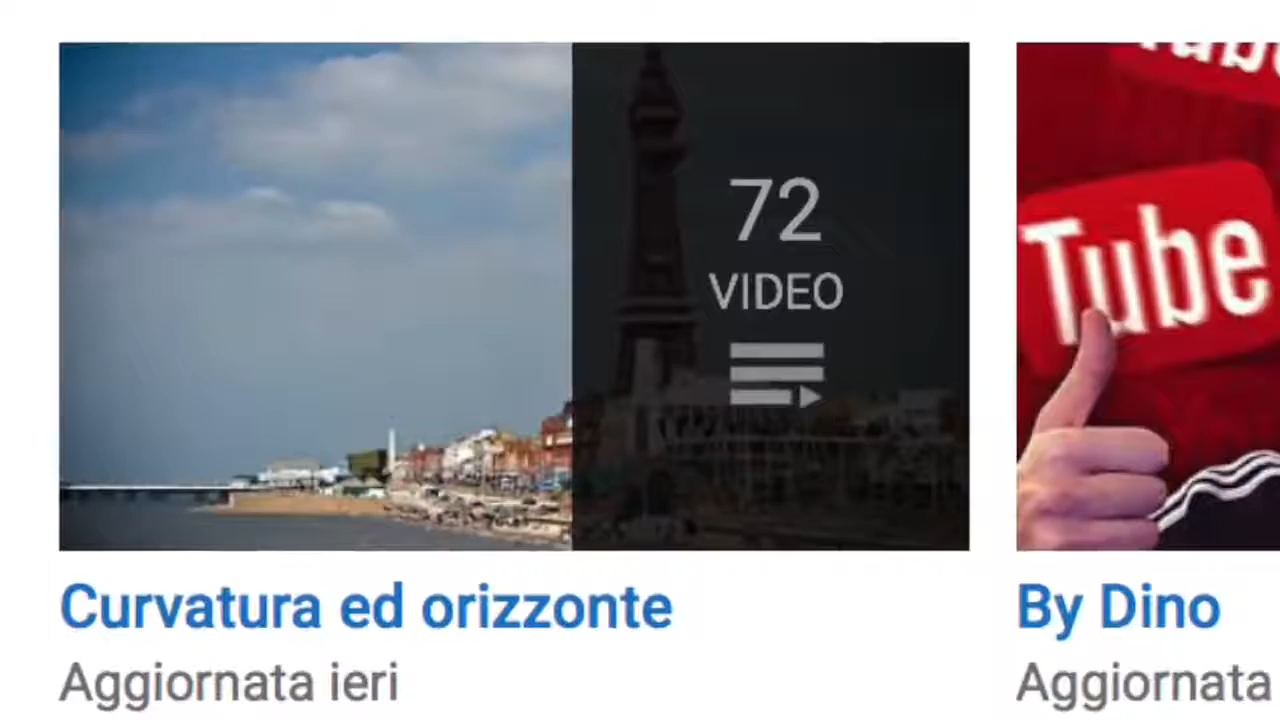 72
VIDEO
Tube
Curvatura ed orizzonte
By Dino
Aggiornata ieri
Aggiornata